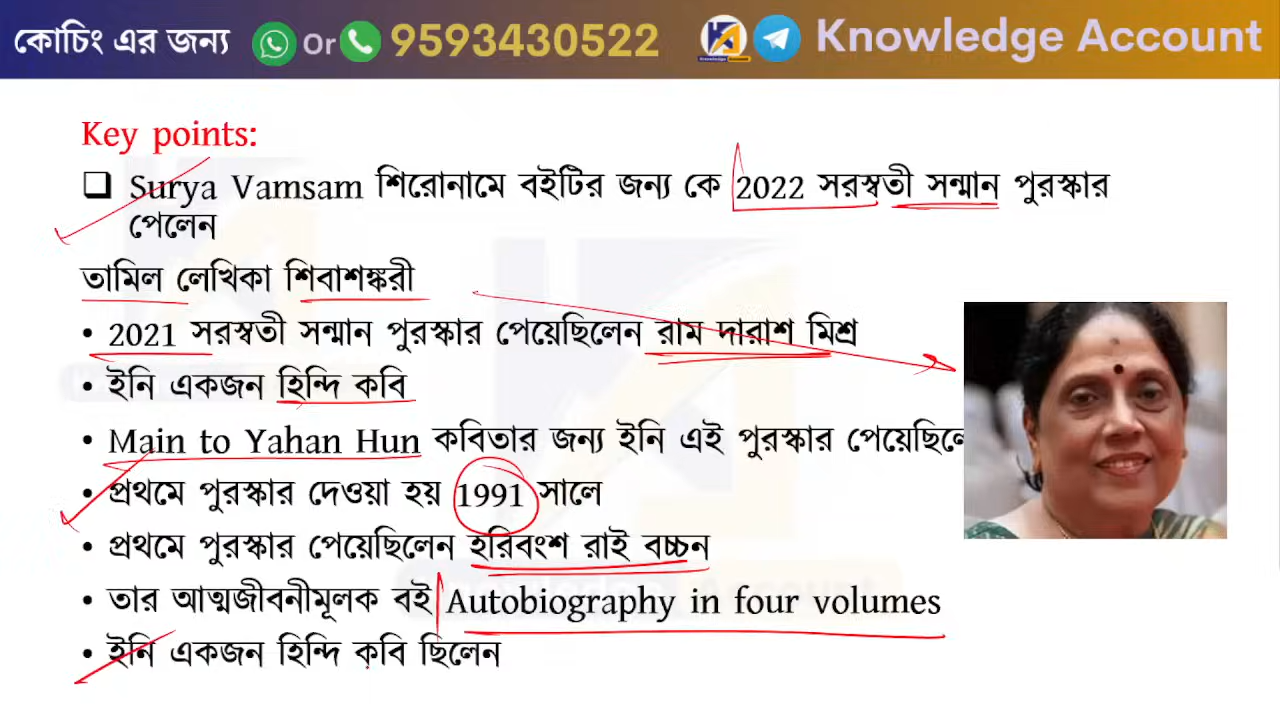 কোচিং এর জন্য Or 9593430522 Knowledge Account
Key points:
Surya Vamsam শিরোনামে বইটির জন্য কে 2022 সরস্বতী সন্মান পুরস্কার
পেলেন
তামিল লেখিকা শিবাশঙ্করী
• 2021 সরস্বতী সন্মান পুরস্কার পেয়েছিলেন রাম দারাশ মিশ্র
• ইনি একজন হিন্দি কবি
• Main to Yahan Hun কবিতার জন্য ইনি এই পুরস্কার পেয়েছিলে
• প্রথমে পুরস্কার দেওয়া হয় 1991 সালে
• প্রথমে পুরস্কার পেয়েছিলেন হরিবংশ রাই বচ্চন
• তার আত্মজীবনীমূলক বই Autobiography in four volumes
• ইনি একজন হিন্দি কবি ছিলেন